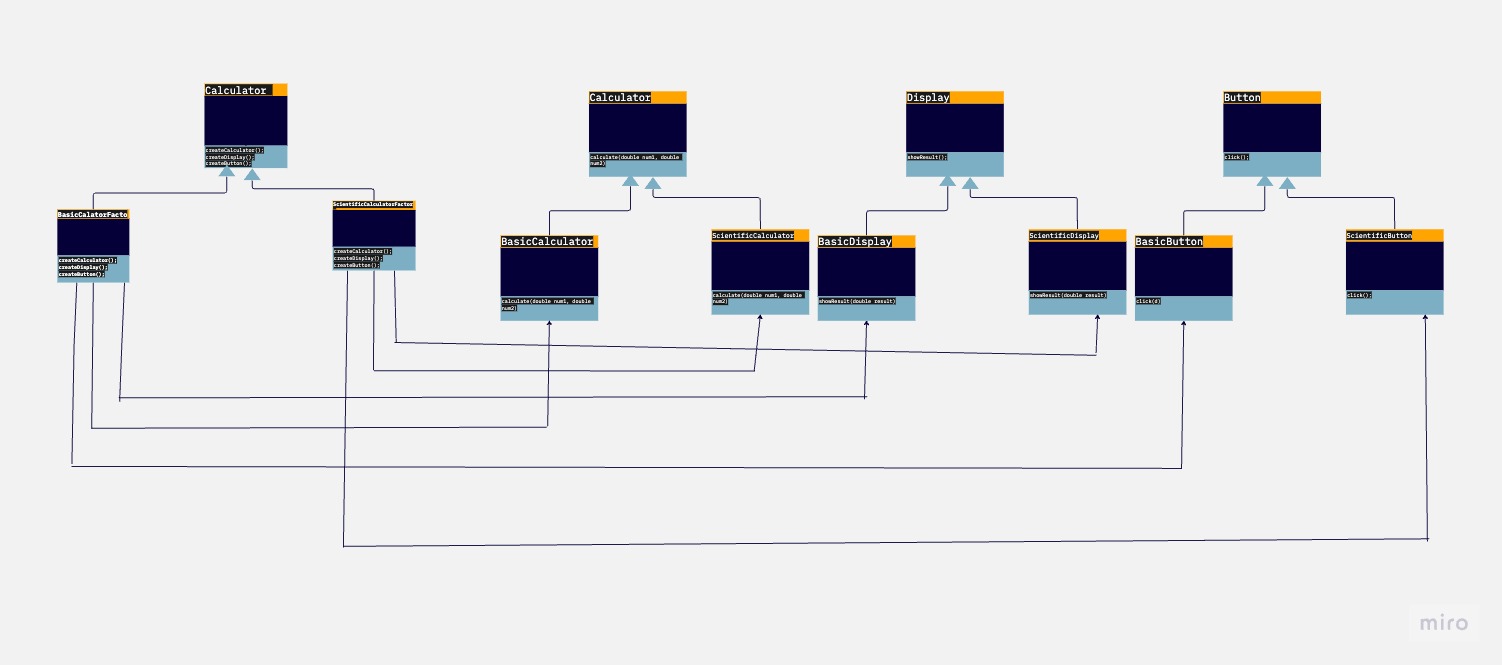 Calculator
createCalculator();
createDisplay();
createButton();
BasicCalatorFacto
createCalculator();
createDisplay();
createButton();
ScientificCalculatorFactor
createCalculator();
createDisplay();
createButton();
Calculator
calculate(double num1, double
num2)
BasicCalculator
calculate(double num1, double
num2)
ScientificCalculator
calculate(double num1, double
num2)
Display
showResult();
BasicDisplay
showResult(double result)
ScientificDisplay
showResult(double result)
Button
click();
BasicButton
click(d)
ScientificButton
click();
miro